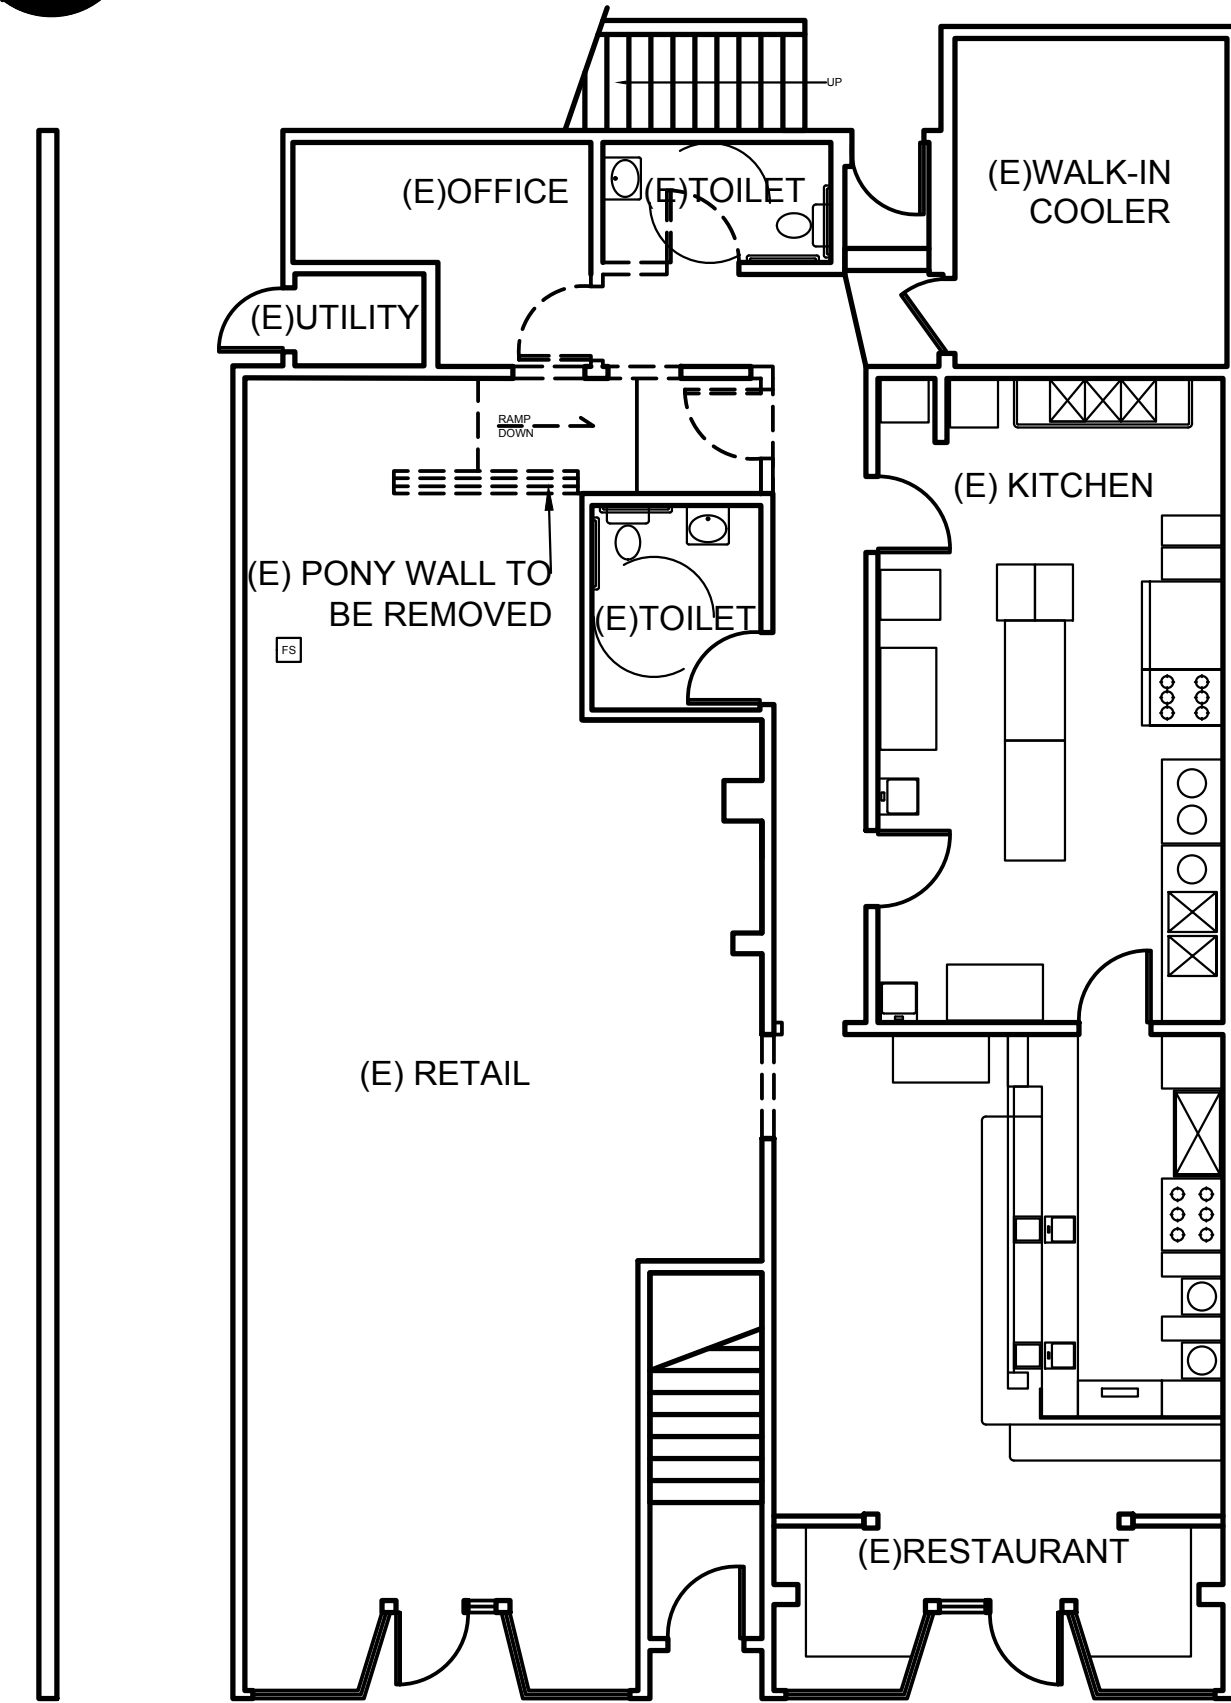 UP
(E)WALK-IN
COOLER
(E)OFFICE
(E)TOILET
(E)UTILITY
RAMP
DOWN
(E) KITCHEN
(E) PONY WALL TO
BE REMOVED
(E)TOILET
FS
(E) RETAIL
(E)RESTAURANT